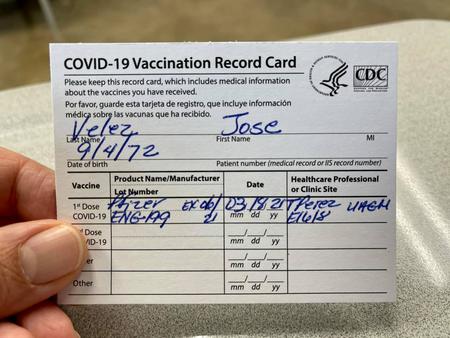 COVID-19 Vaccination Record Card
Please keep this record card, which includes medical information
about the vaccines you have received.
Por favor, guarde esta tarjeta de registro, que incluye información
médica sobre las vacunas que ha recibido.
CDC
Velez Jose
Last Name First Name MI
9/4/72
Date of birth Patient number (medical record or IIS record number)
Vaccine Product Name/Manufacturer Date Healthcare Professional
Lot Number or Clinic Site
1st Dose Pfizer 03/18/21 TPerez
COVID-19 mm dd yy
Dose
VID-19 mm dd yy
mm dd yy
Other mm dd yy